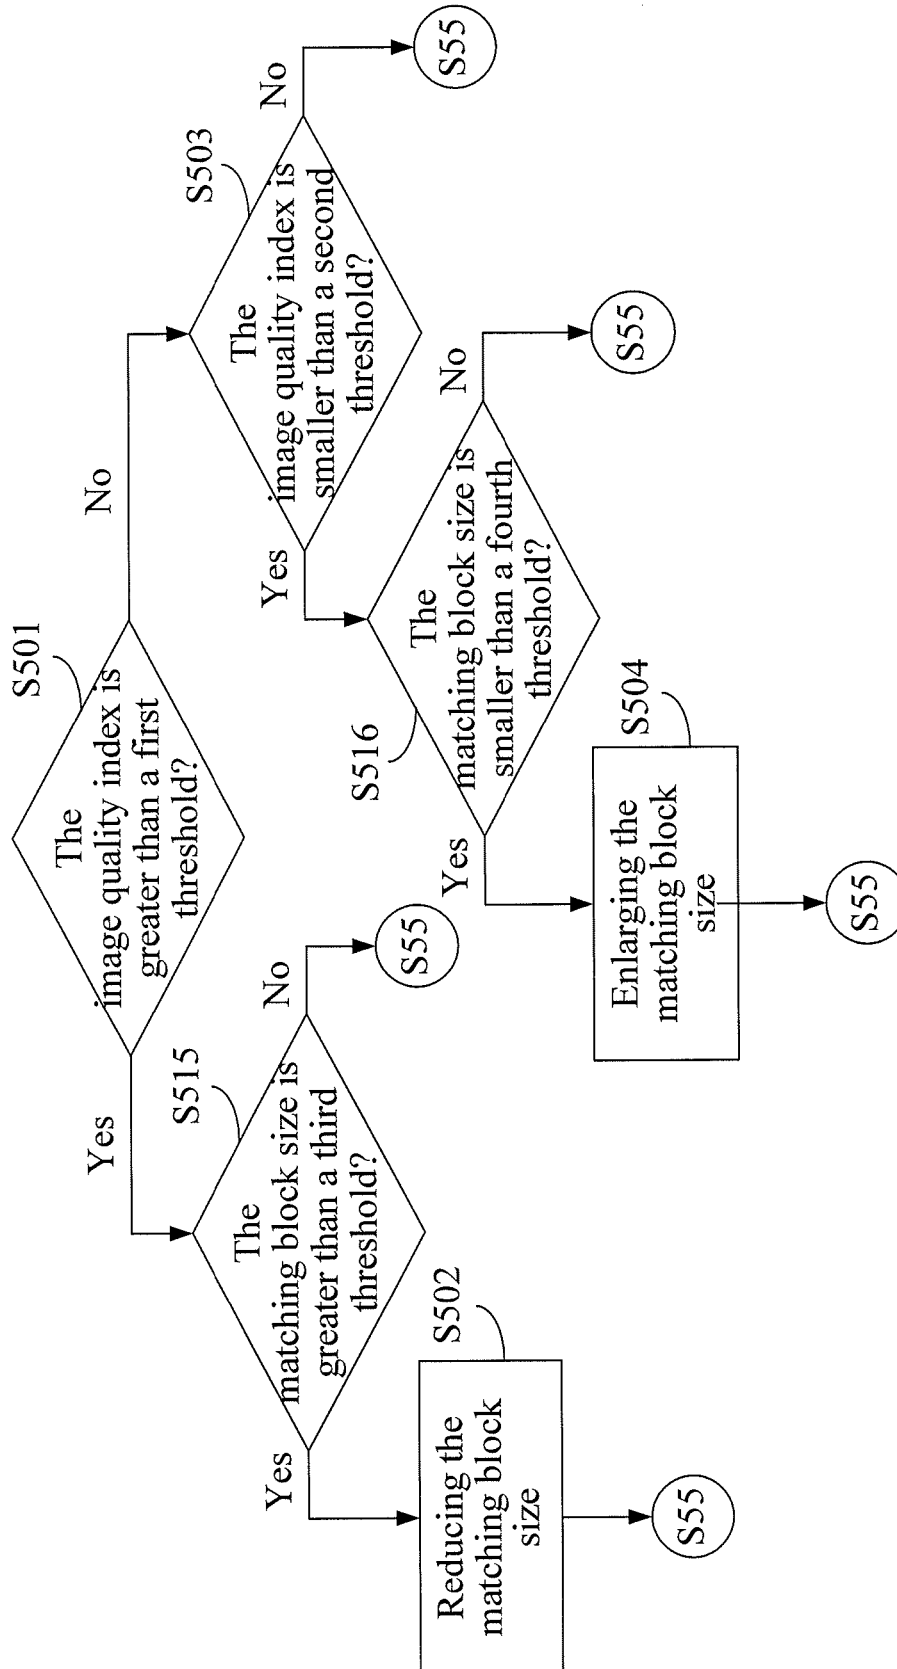 S501
The
image quality index is
greater than a first
threshold?
Yes
No
S515
The
matching block size is
greater than a third
threshold?
Yes
No
S55
S502
Reducing the
matching block
size
S55
S503
The
image quality index is
smaller than a second
threshold?
Yes
No
S55
S516
The
matching block size is
smaller than a fourth
threshold?
Yes
No
S55
S504
Enlarging the
matching block
size
S55